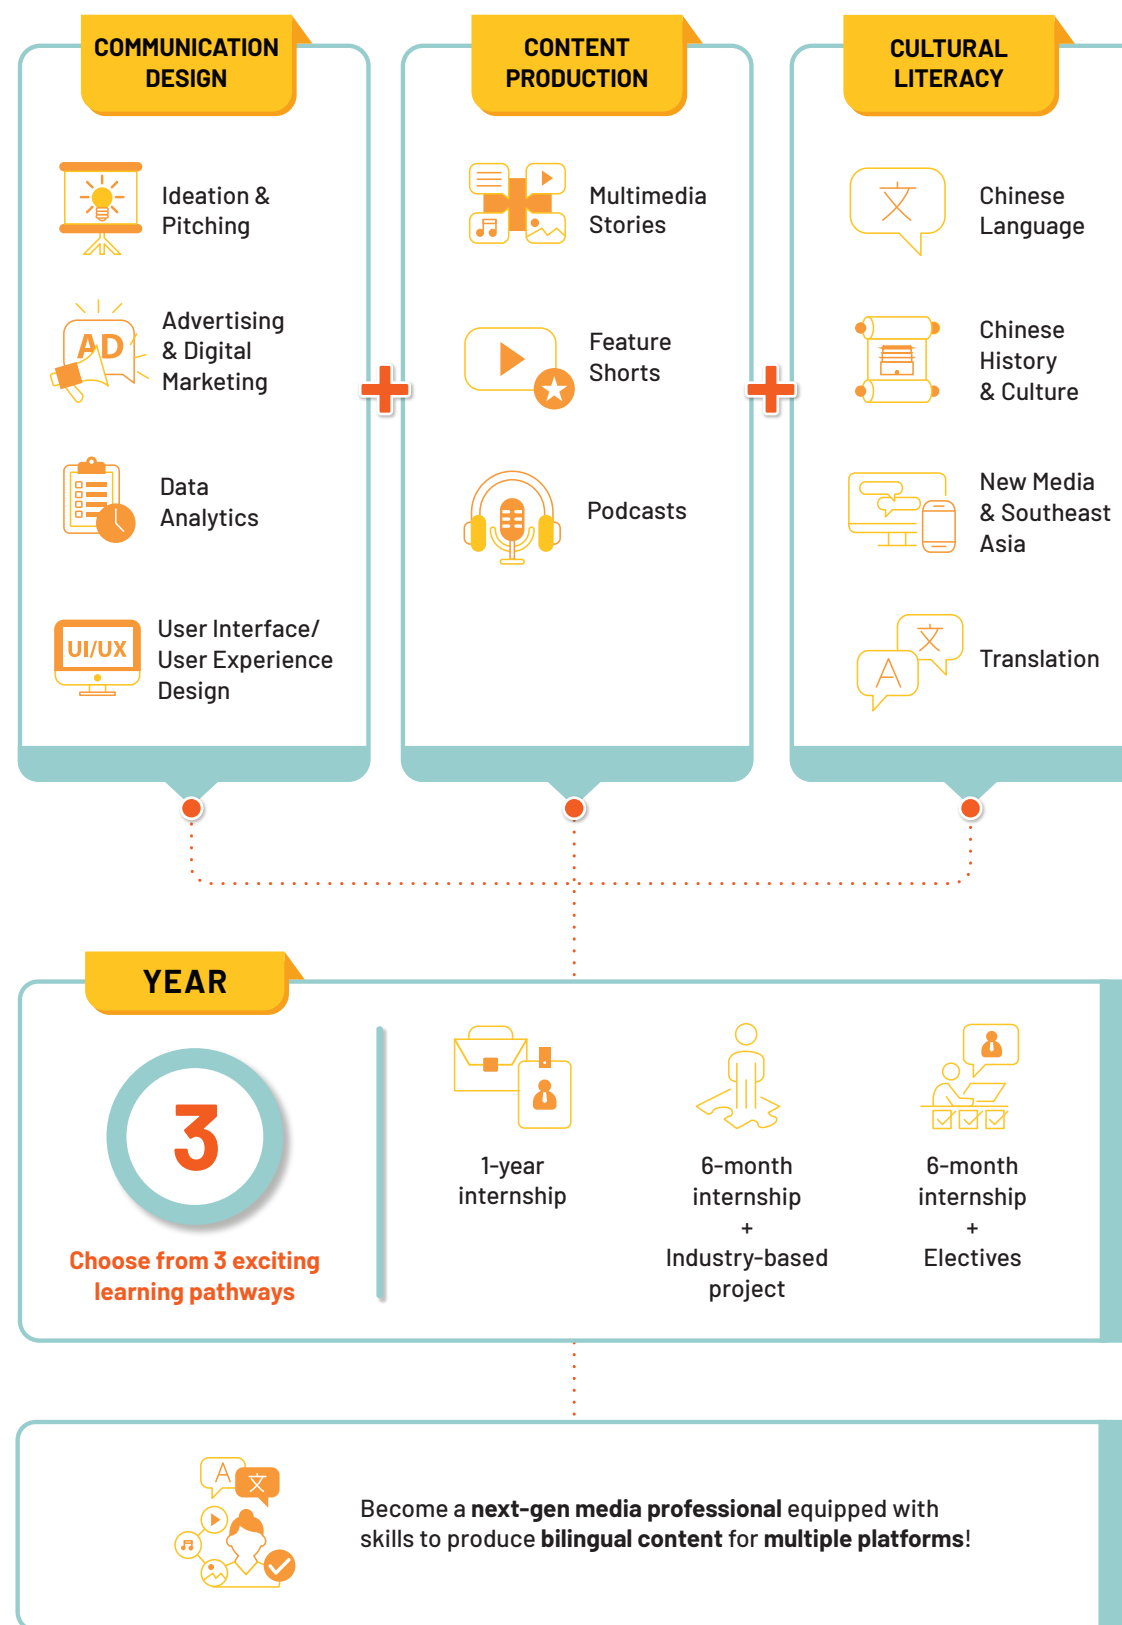 COMMUNICATION
DESIGN
Ideation &
Pitching
AD
Advertising
& Digital
Marketing
Data
Analytics
UI/UX
User Interface/
User Experience
Design
CONTENT
PRODUCTION
Multimedia
Stories
Feature
Shorts
Podcasts
CULTURAL
LITERACY
文
Chinese
Language
Chinese
History
& Culture
New Media
& Southeast
Asia
文
A
Translation
YEAR
3
Choose from 3 exciting
learning pathways
1-year
internship
6-month
internship
+
Industry-based
project
6-month
internship
+
Electives
A
文
Become a next-gen media professional equipped with
skills to produce bilingual content for multiple platforms!